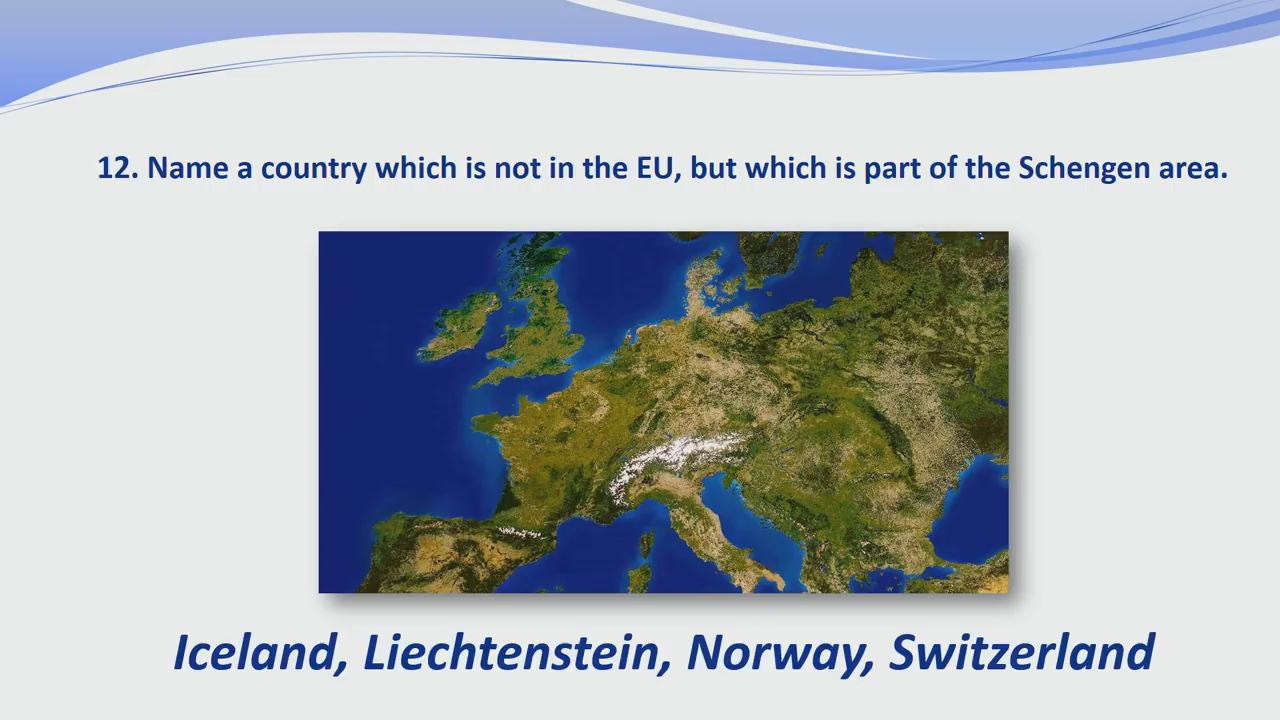 12. Name a country which is not in the EU, but which is part of the Schengen area.
Iceland, Liechtenstein, Norway, Switzerland